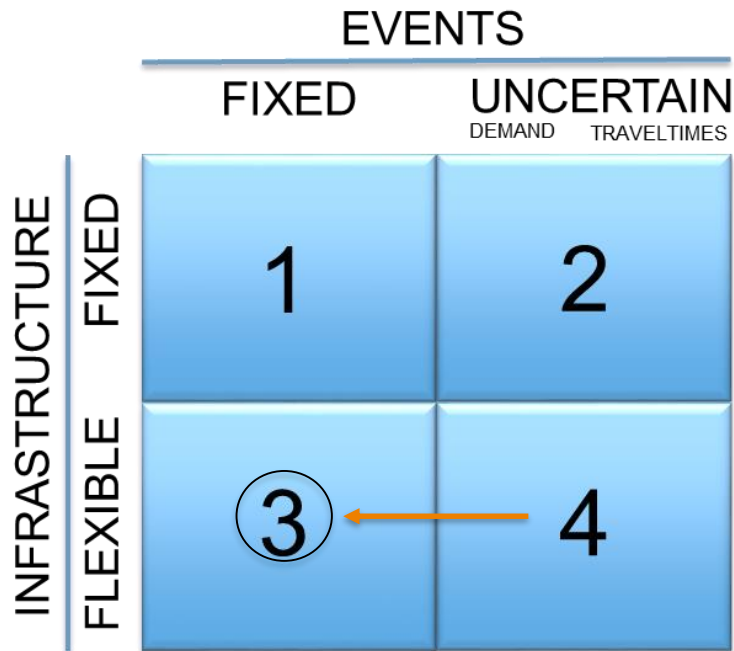 EVENTS
FIXED
UNCERTAIN
DEMAND
TRAVELTIMES
INFRASTRUCTURE
FIXED
1
2
FLEXIBLE
3
4